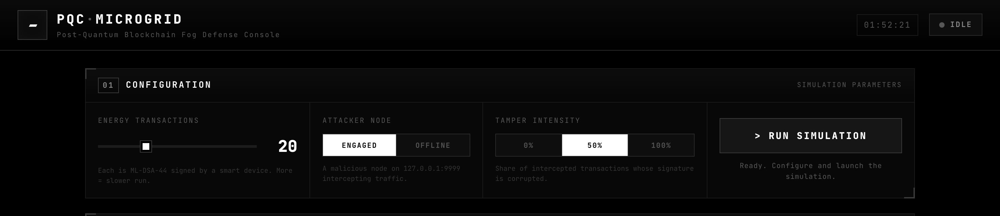 PQC·MICROGRID
Post-Quantum Blockchain Fog Defense Console
01:52:21
IDLE
01 CONFIGURATION
SIMULATION PARAMETERS
ENERGY TRANSACTIONS
20
Each is ML-DSA-44 signed by a smart device. More
= slower run.
ATTACKER NODE
ENGAGED
OFFLINE
A malicious node on 127.0.0.1:9999
intercepting traffic.
TAMPER INTENSITY
0%
50%
100%
Share of intercepted transactions whose signature
is corrupted.
> RUN SIMULATION
Ready. Configure and launch the
simulation.